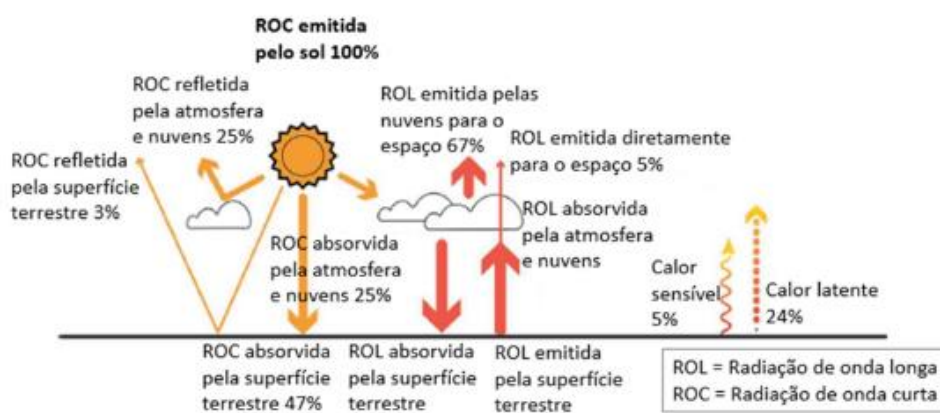 ROC emitida
pelo sol 100%
ROC refletida
pela atmosfera
e nuvens 25%
ROC refletida
pela superfície
terrestre 3%
ROL emitida pelas
nuvens para o
espaço 67%
ROL emitida diretamente
para o espaço 5%
ROL absorvida
pela atmosfera
e nuvens
ROC absorvida
pela atmosfera
e nuvens 25%
Calor
sensível
5%
Calor latente
24%
ROC absorvida
pela superfície
terrestre 47%
ROL absorvida
pela superfície
terrestre
ROL emitida
pela superfície
terrestre
ROL = Radiação de onda longa
ROC = Radiação de onda curta